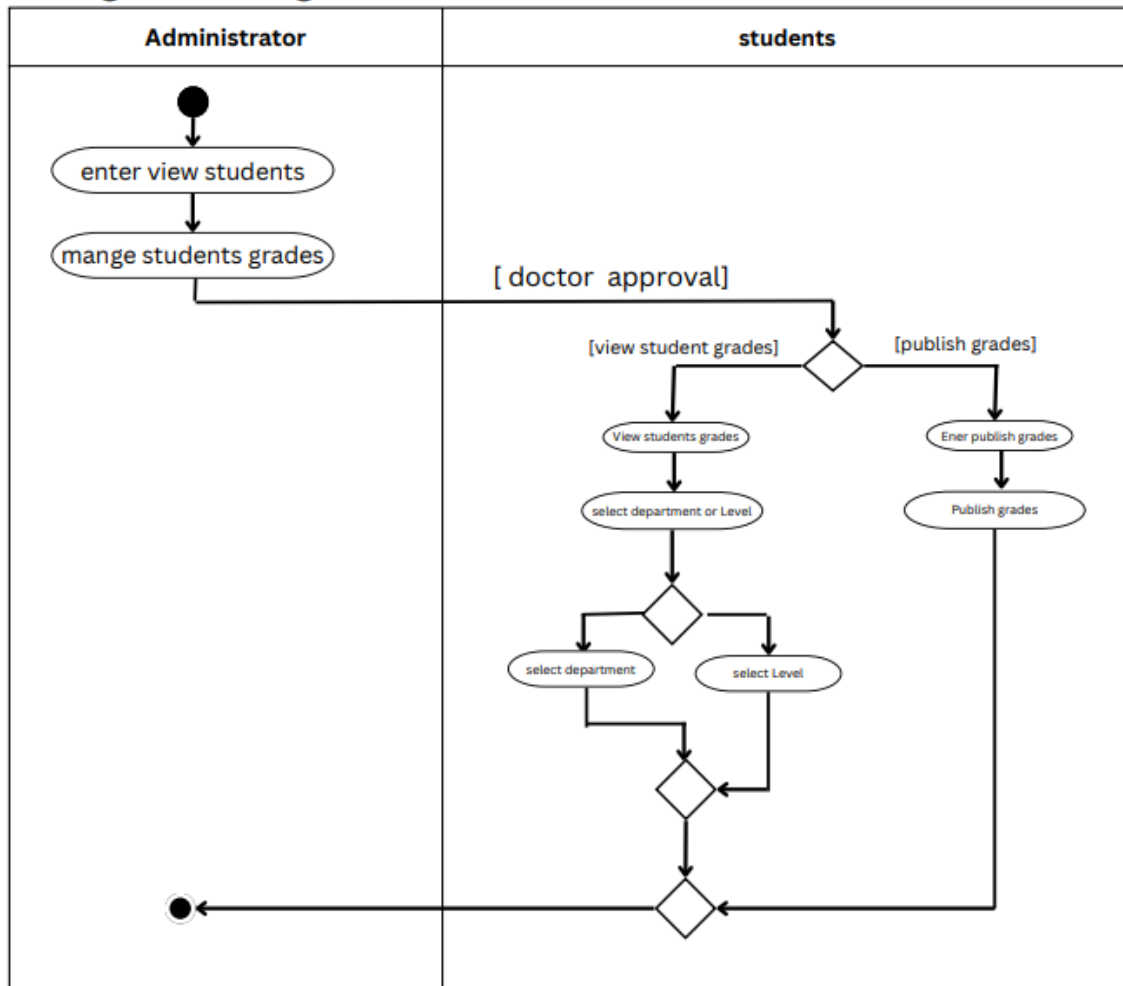 Administrator
students
enter view students
mange students grades
[ doctor approval]
[view student grades]
[publish grades]
View students grades
Ener publish grades
select department or Level
Publish grades
select department
select Level